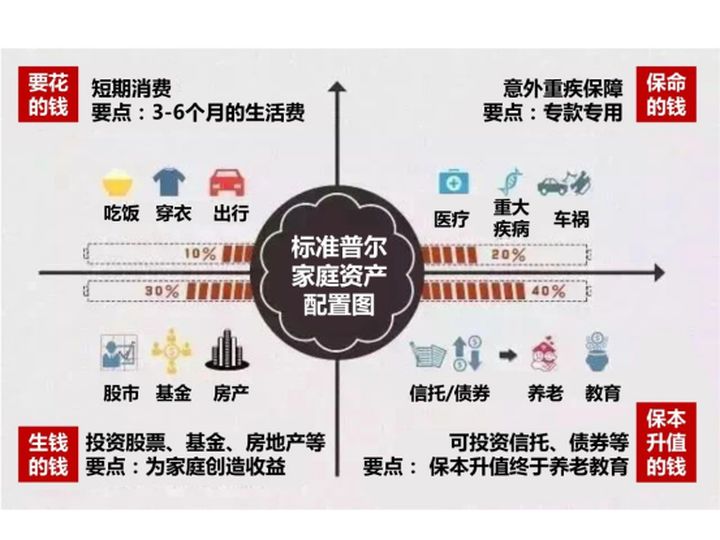 要花
的钱
短期消费
要点：3-6个月的生活费
意外重疾保障
要点：专款专用
保命
的钱
吃饭 穿衣 出行
医疗 重大
疾病 车祸
10%
20%
标准普尔
家庭资产
配置图
30%
40%
股市 基金 房产
信托/债券 养老 教育
生钱
的钱
投资股票、基金、房地产等
要点：为家庭创造收益
可投资信托、债券等
要点： 保本升值终于养老教育
保本
升值
的钱